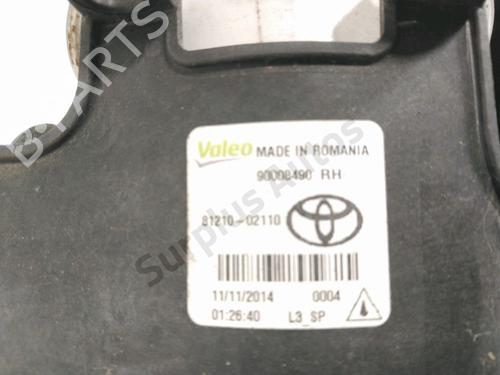 Valeo MADE IN ROMANIA
90008490 RH
81210-02110
11/11/2014 0004
01:26:40 L3_SP
B-PARTS
Surplus Autos